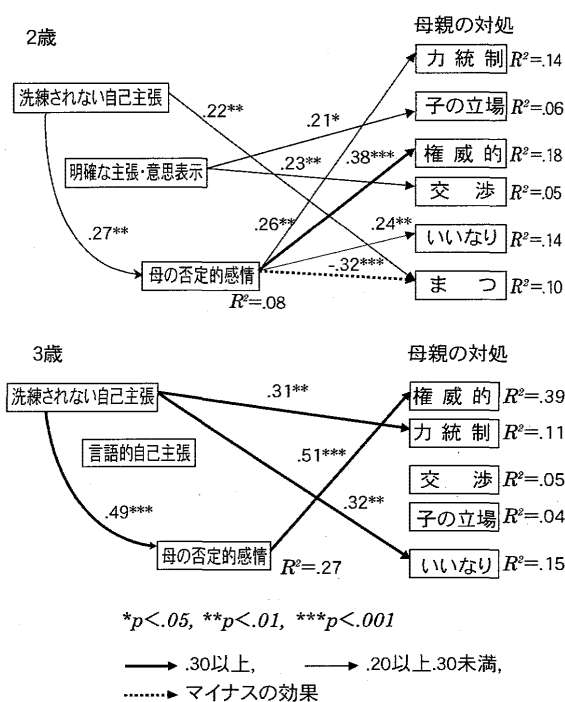 2歳
母親の対処
力 統 制 R²=.14
洗練されない自己主張
.22**
.21*
子の立場 R²=.06
.38***
権 威 的 R²=.18
明確な主張・意思表示
.23**
交 渉 R²=.05
.27**
.26**
.24**
いいなり R²=.14
母の否定的感情
-.32***
ま つ R²=.10
R²=.08
3歳
母親の対処
洗練されない自己主張
.31**
権 威 的 R²=.39
力 統 制 R²=.11
言語的自己主張
.51***
交 渉 R²=.05
.49***
.32**
子の立場 R²=.04
母の否定的感情
R²=.27
いいなり R²=.15
*p<.05, **p<.01, ***p<.001
.30以上, .20以上.30未満,
マイナスの効果